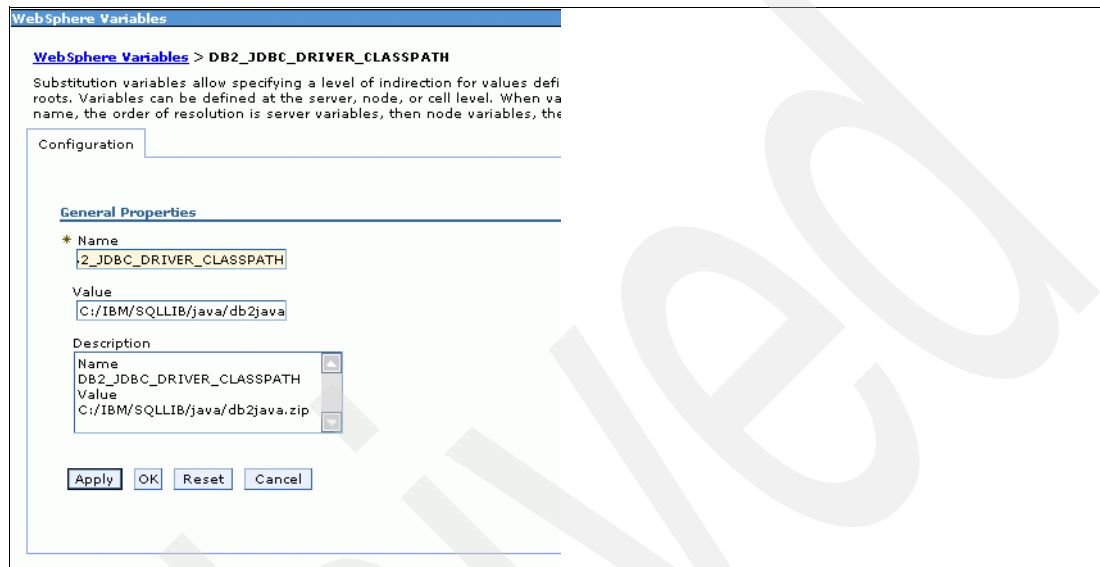 WebSphere Variables
WebSphere Variables > DB2_JDBC_DRIVER_CLASSPATH
Substitution variables allow specifying a level of indirection for values defi
roots. Variables can be defined at the server, node, or cell level. When va
name, the order of resolution is server variables, then node variables, the
Configuration
General Properties
* Name
2_JDBC_DRIVER_CLASSPATH
Value
C:/IBM/SQLLIB/java/db2java
Description
Name
DB2_JDBC_DRIVER_CLASSPATH
Value
C:/IBM/SQLLIB/java/db2java.zip
Apply OK Reset Cancel